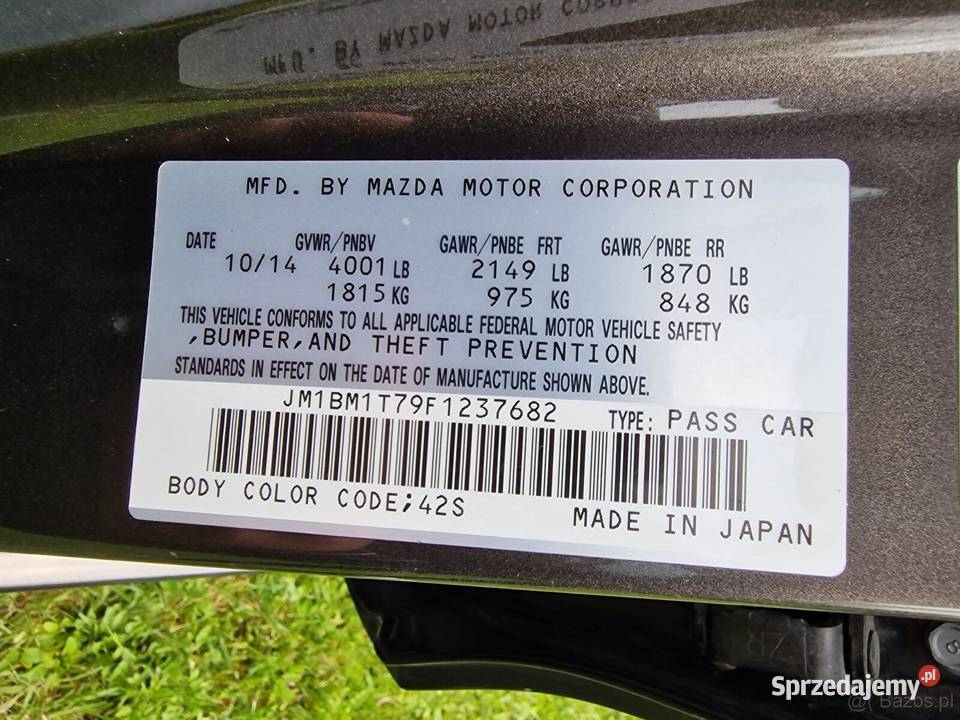 MFD. BY MAZDA MOTOR CORPORATION
DATE GVWR/PNBV GAWR/PNBE FRT GAWR/PNBE RR
10/14 4001 LB 2149 LB 1870 LB
1815 KG 975 KG 848 KG
THIS VEHICLE CONFORMS TO ALL APPLICABLE FEDERAL MOTOR VEHICLE SAFETY
,BUMPER,AND THEFT PREVENTION
STANDARDS IN EFFECT ON THE DATE OF MANUFACTURE SHOWN ABOVE.
JM1BM1T79F1237682 TYPE: PASS CAR
BODY COLOR CODE;42S MADE IN JAPAN
Sprzedajemy.pl
Bazos.pl